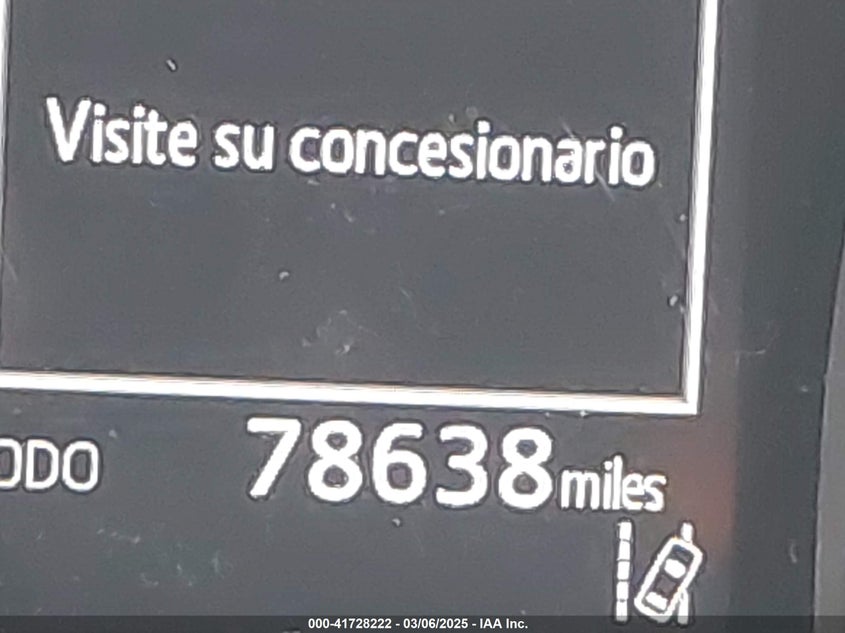 Visite su concesionario
ODO 78638 miles
000-41728222 - 03/06/2025 - IAA Inc.